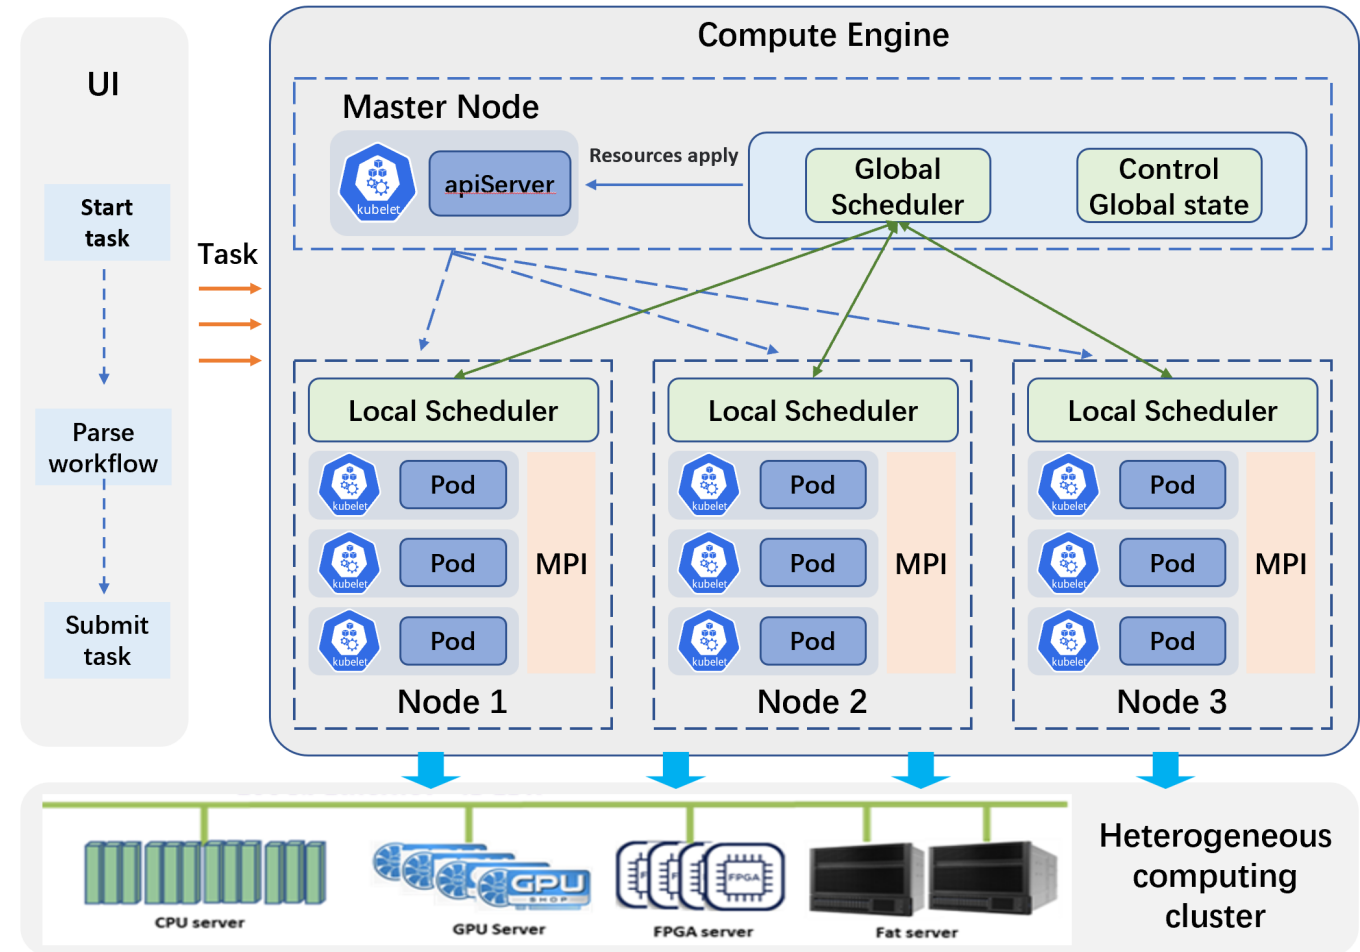 UI
Start
task
Parse
workflow
Submit
task
Task
Compute Engine
Master Node
kubelet
apiServer
Resources apply
Global
Scheduler
Control
Global state
Local Scheduler
kubelet
Pod
kubelet
Pod
kubelet
Pod
MPI
Node 1
Local Scheduler
kubelet
Pod
kubelet
Pod
kubelet
Pod
MPI
Node 2
Local Scheduler
kubelet
Pod
kubelet
Pod
kubelet
Pod
MPI
Node 3
CPU server
GPU
SHOP
GPU Server
FPGA
FPGA server
Fat server
Heterogeneous
computing
cluster